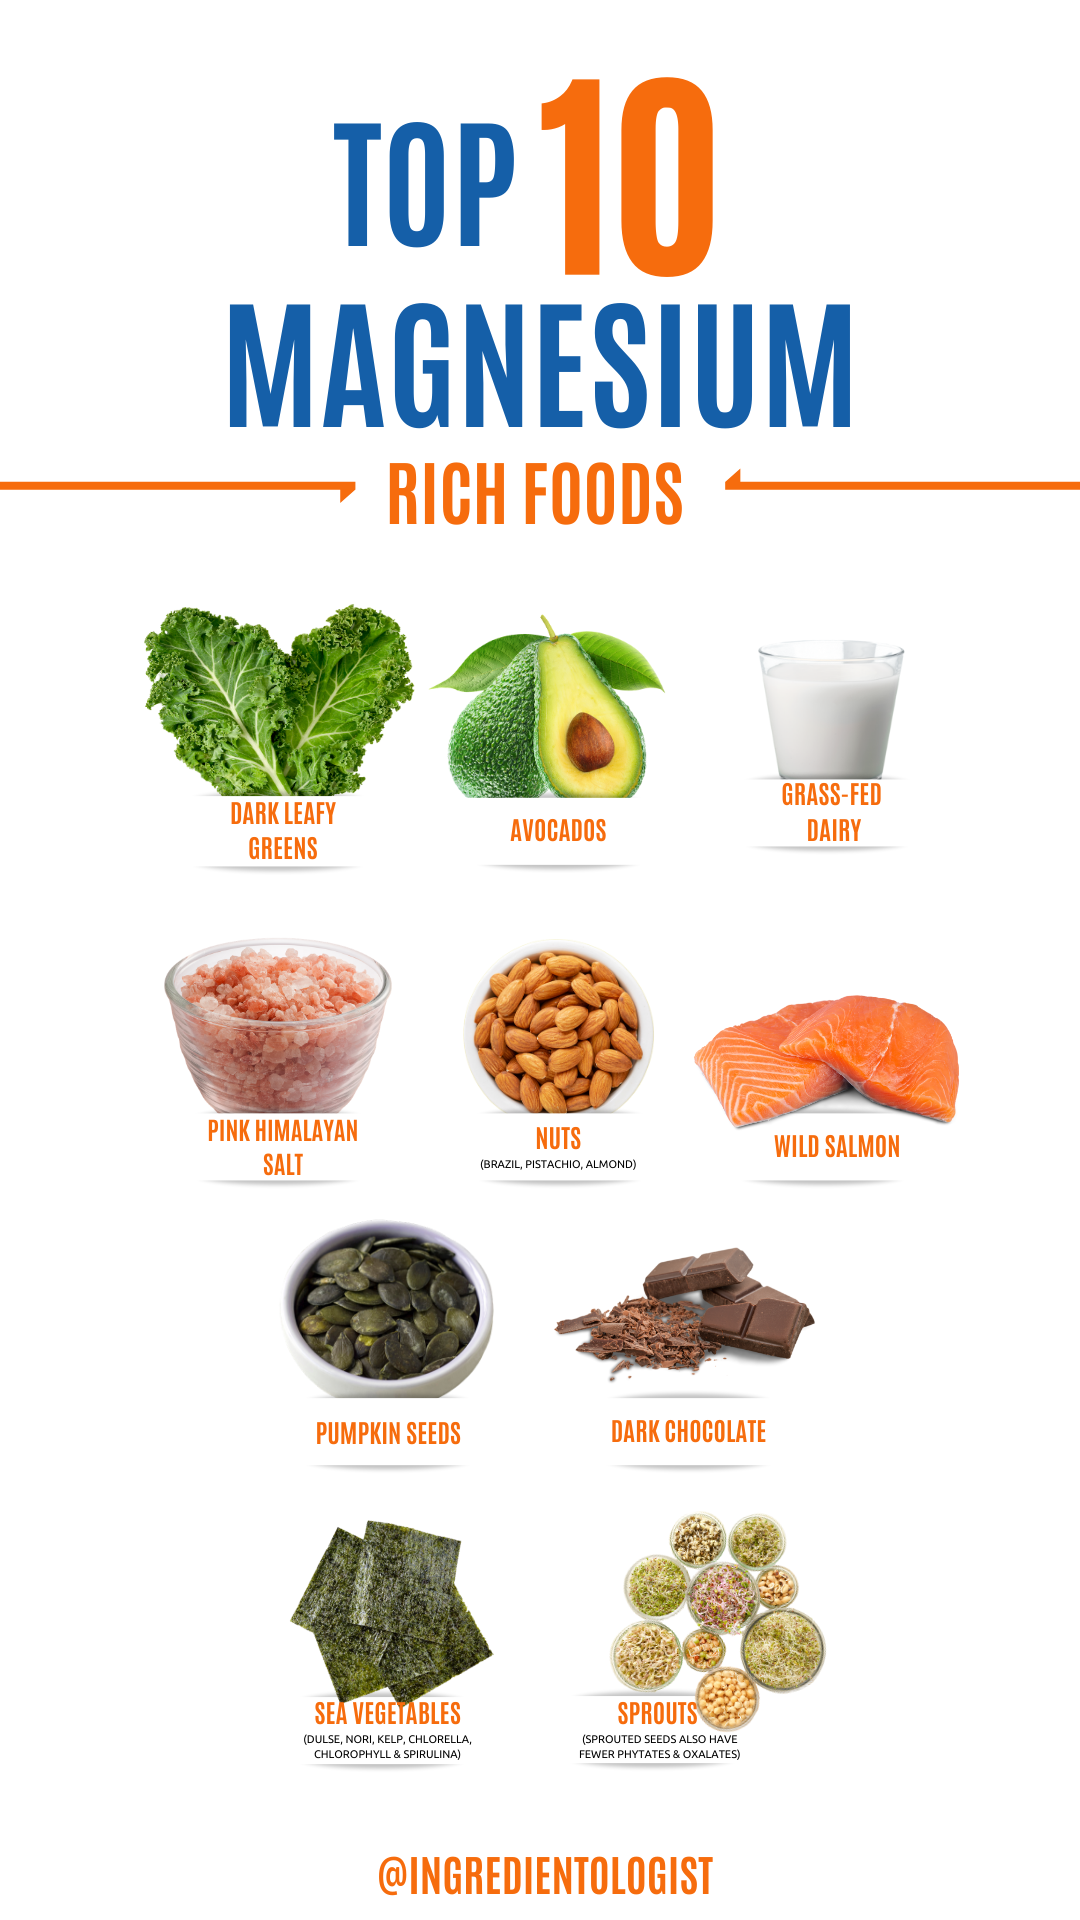 TOP 10
MAGNESIUM
RICH FOODS
DARK LEAFY
GREENS
AVOCADOS
GRASS-FED
DAIRY
PINK HIMALAYAN
SALT
NUTS
(BRAZIL, PISTACHIO, ALMOND)
WILD SALMON
PUMPKIN SEEDS
DARK CHOCOLATE
SEA VEGETABLES
(DULSE, NORI, KELP, CHLORELLA,
CHLOROPHYLL & SPIRULINA)
SPROUTS
(SPROUTED SEEDS ALSO HAVE
FEWER PHYTATES & OXALATES)
@INGREDIENTOLOGIST